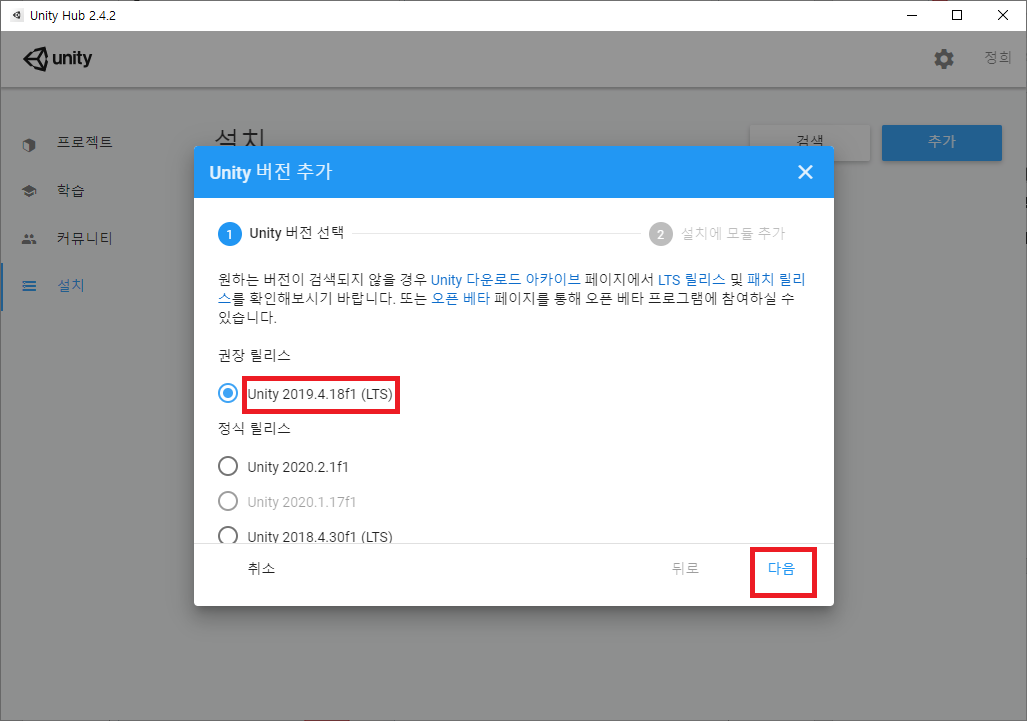 Unity Hub 2.4.2
unity
정희
프로젝트
학습
커뮤니티
설치
설치
검색
추가
Unity 버전 추가
1 Unity 버전 선택
2 설치에 모듈 추가
원하는 버전이 검색되지 않을 경우 Unity 다운로드 아카이브 페이지에서 LTS 릴리스 및 패치 릴리
스를 확인해보시기 바랍니다. 또는 오픈 베타 페이지를 통해 오픈 베타 프로그램에 참여하실 수
있습니다.
권장 릴리스
Unity 2019.4.18f1 (LTS)
정식 릴리스
Unity 2020.2.1f1
Unity 2020.1.17f1
Unity 2018.4.30f1 (LTS)
취소
뒤로
다음